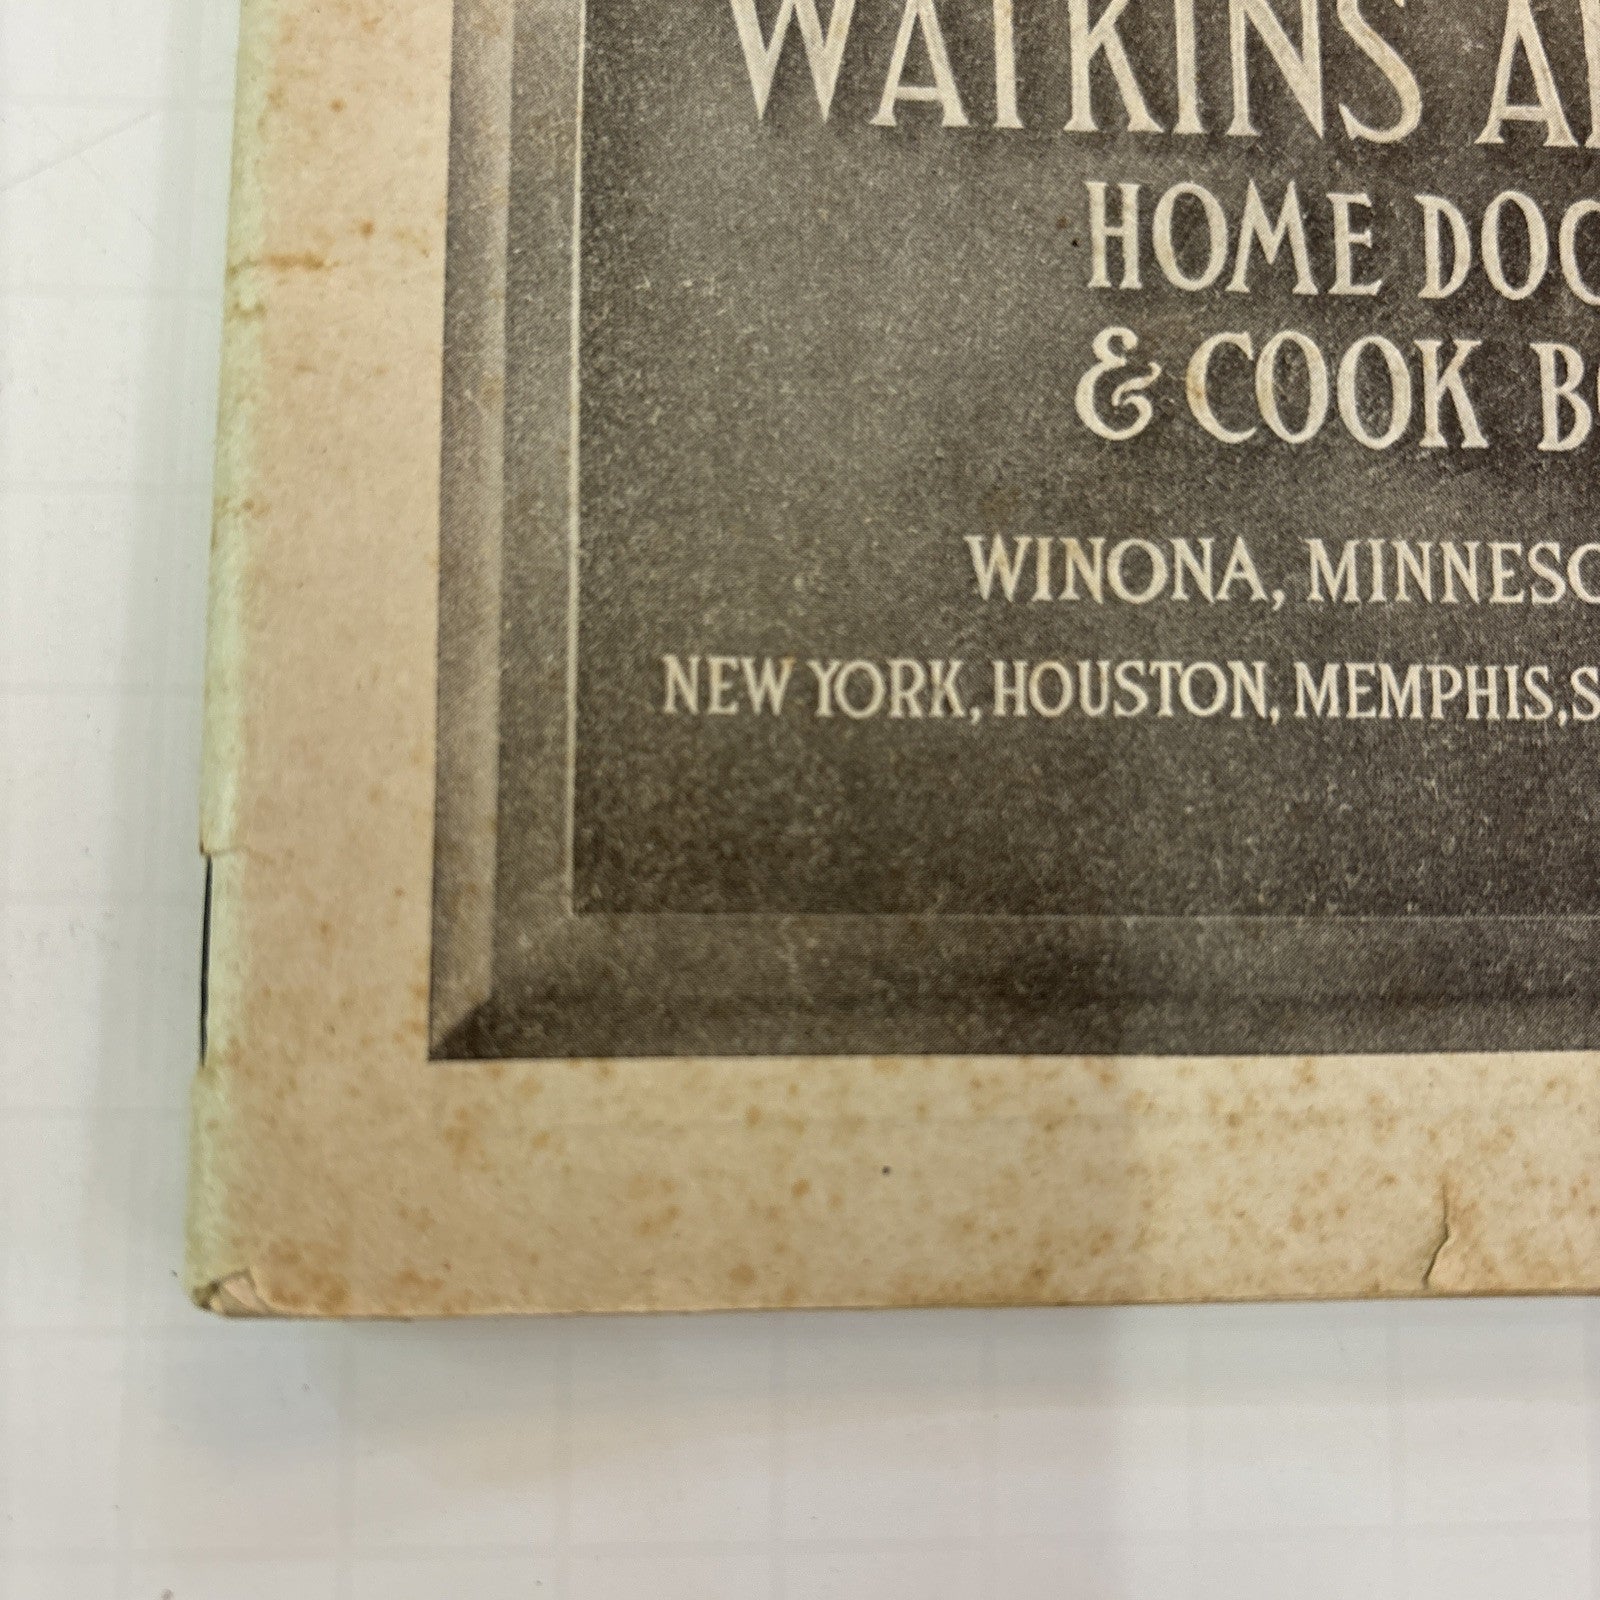 WATKINS
HOME DOC
& COOK
WINONA, MINNESO
NEW YORK, HOUSTON, MEMPHIS,